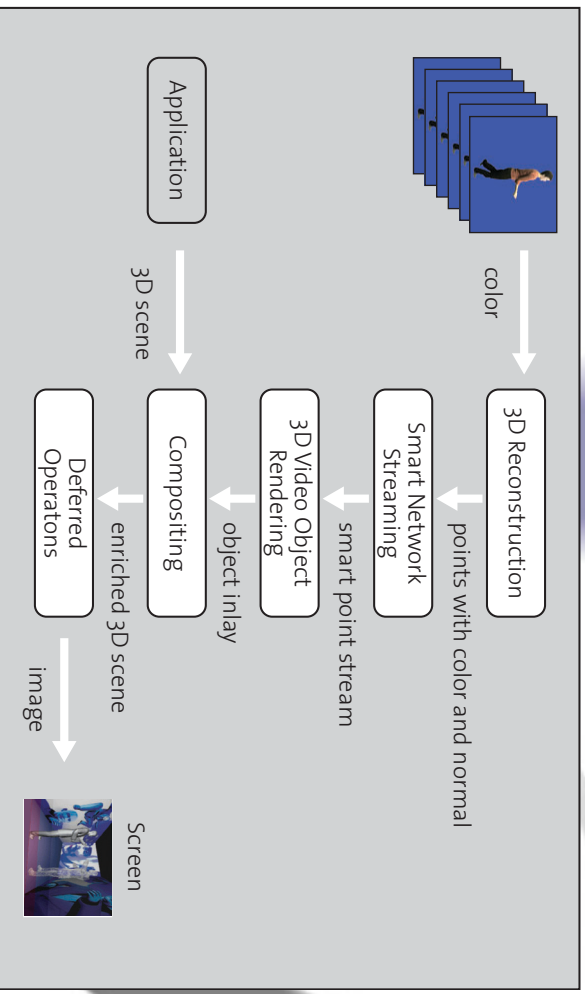 color
3D Reconstruction
points with color and normal
Smart Network
Streaming
smart point stream
3D Video Object
Rendering
object inlay
Application
3D scene
Compositing
enriched 3D scene
Deferred
Operatons
image
Screen